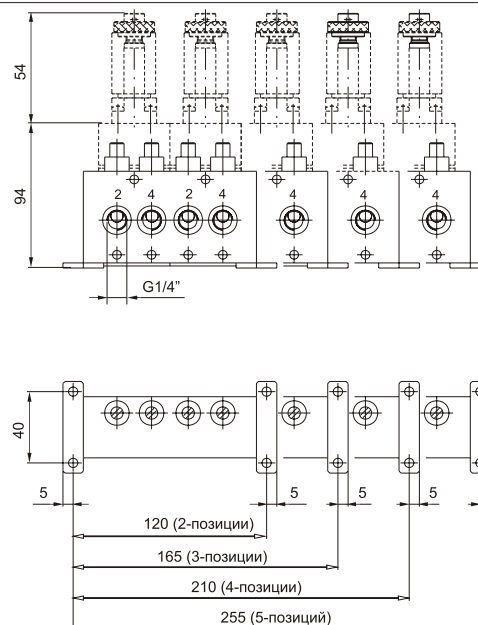 54
94
2 4 2 4 4 4 4
G1/4”
40
5 5 5 5
120 (2-позиции)
165 (3-позиции)
210 (4-позиции)
255 (5-позиций)